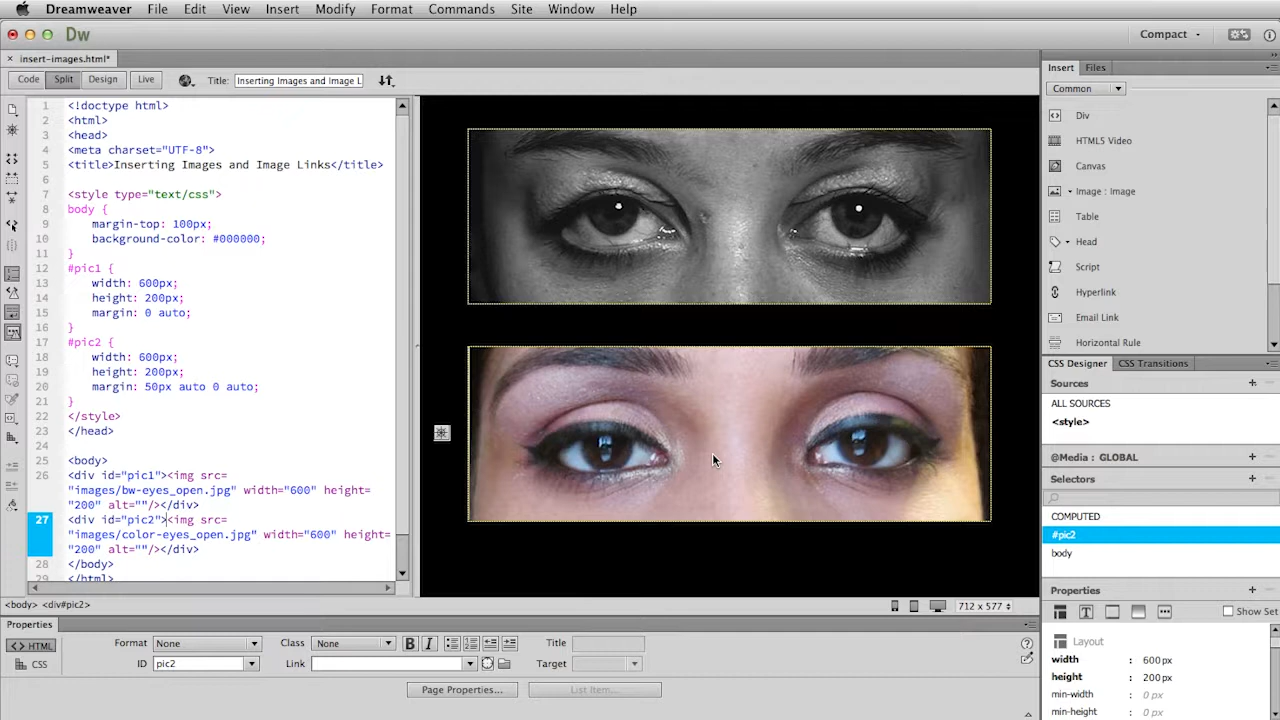 Dreamweaver File Edit View Insert Modify Format Commands Site Window Help
Dw
Compact
insert-images.html*
Code Split Design Live Title: Inserting Images and Image L
1 <!doctype html>
2 <html>
3 <head>
4 <meta charset="UTF-8">
5 <title>Inserting Images and Image Links</title>
6
7 <style type="text/css">
8 body {
9 margin-top: 100px;
10 background-color: #000000;
11 }
12 #pic1 {
13 width: 600px;
14 height: 200px;
15 margin: 0 auto;
16 }
17 #pic2 {
18 width: 600px;
19 height: 200px;
20 margin: 50px auto 0 auto;
21 }
22 </style>
23 </head>
24
25 <body>
26 <div id="pic1"><img src=
"images/bw-eyes_open.jpg" width="600" height=
"200" alt=""/></div>
27 <div id="pic2"><img src=
"images/color-eyes_open.jpg" width="600" height=
"200" alt=""/></div>
28 </body>
29 </html>
<body> <div#pic2>
712 x 577
Insert Files
Common
Div
HTML5 Video
Canvas
Image : Image
Table
Head
Script
Hyperlink
Email Link
Horizontal Rule
CSS Designer CSS Transitions
Sources
ALL SOURCES
<style>
@Media : GLOBAL
Selectors
COMPUTED
#pic2
body
Properties
Show Set
Layout
width : 600 px
height : 200 px
min-width : 0 px
min-height : 0 px
Properties
<> HTML Format None Class None B I Title
CSS ID pic2 Link Target
Page Properties... List Item...